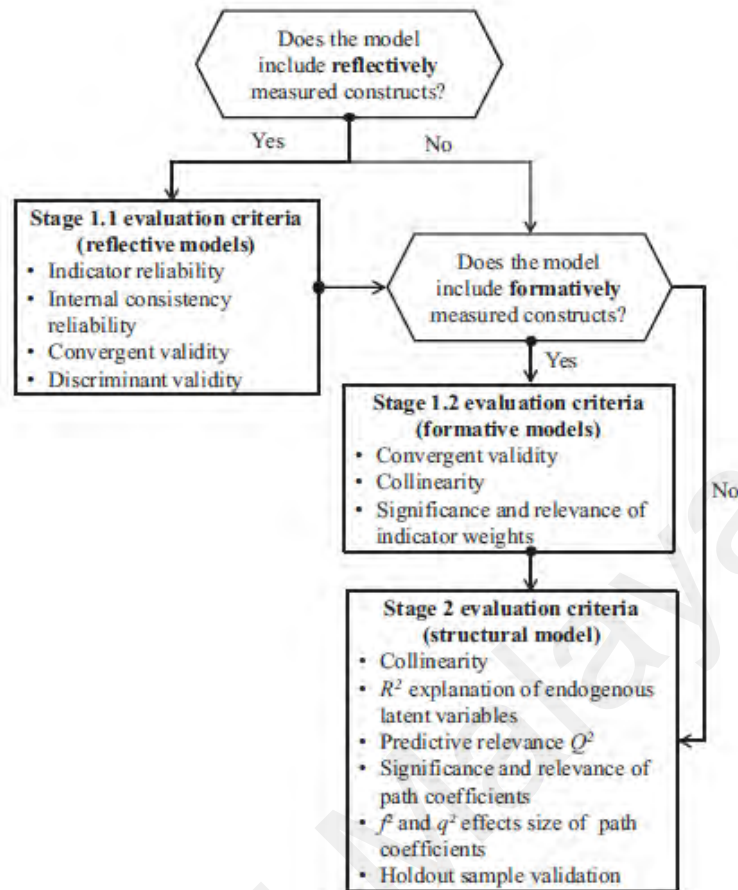 Does the model
include reflectively
measured constructs?
Yes
No
Stage 1.1 evaluation criteria
(reflective models)
• Indicator reliability
• Internal consistency
reliability
• Convergent validity
• Discriminant validity
Does the model
include formatively
measured constructs?
Yes
No
Stage 1.2 evaluation criteria
(formative models)
• Convergent validity
• Collinearity
• Significance and relevance of
indicator weights
Stage 2 evaluation criteria
(structural model)
• Collinearity
• R² explanation of endogenous
latent variables
• Predictive relevance Q²
• Significance and relevance of
path coefficients
• f² and q² effects size of path
coefficients
• Holdout sample validation
Malaya